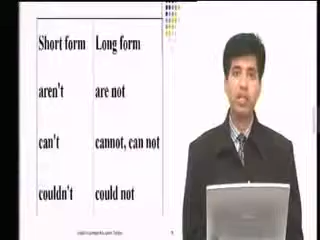 Short form Long form
aren't are not
can't cannot, can not
couldn't could not